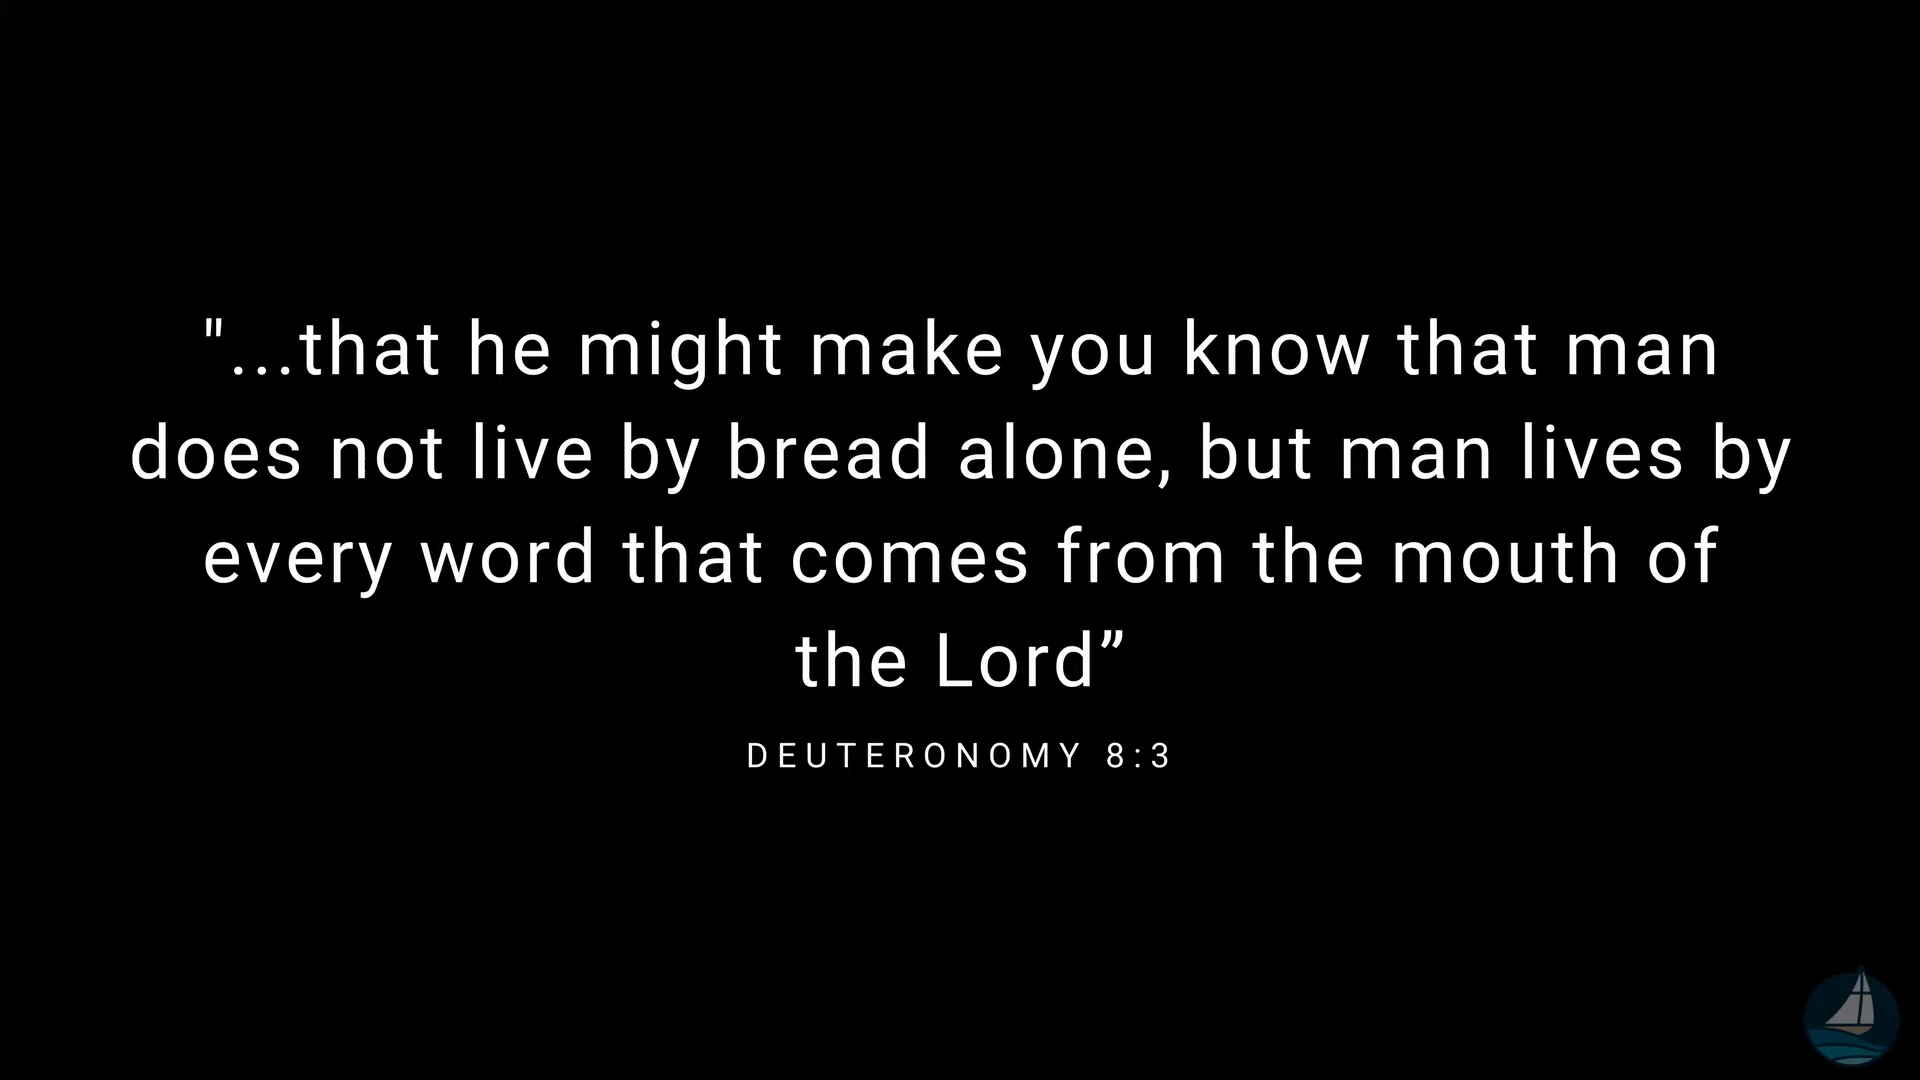 "...that he might make you know that man
does not live by bread alone, but man lives by
every word that comes from the mouth of
the Lord”
DEUTERONOMY 8:3